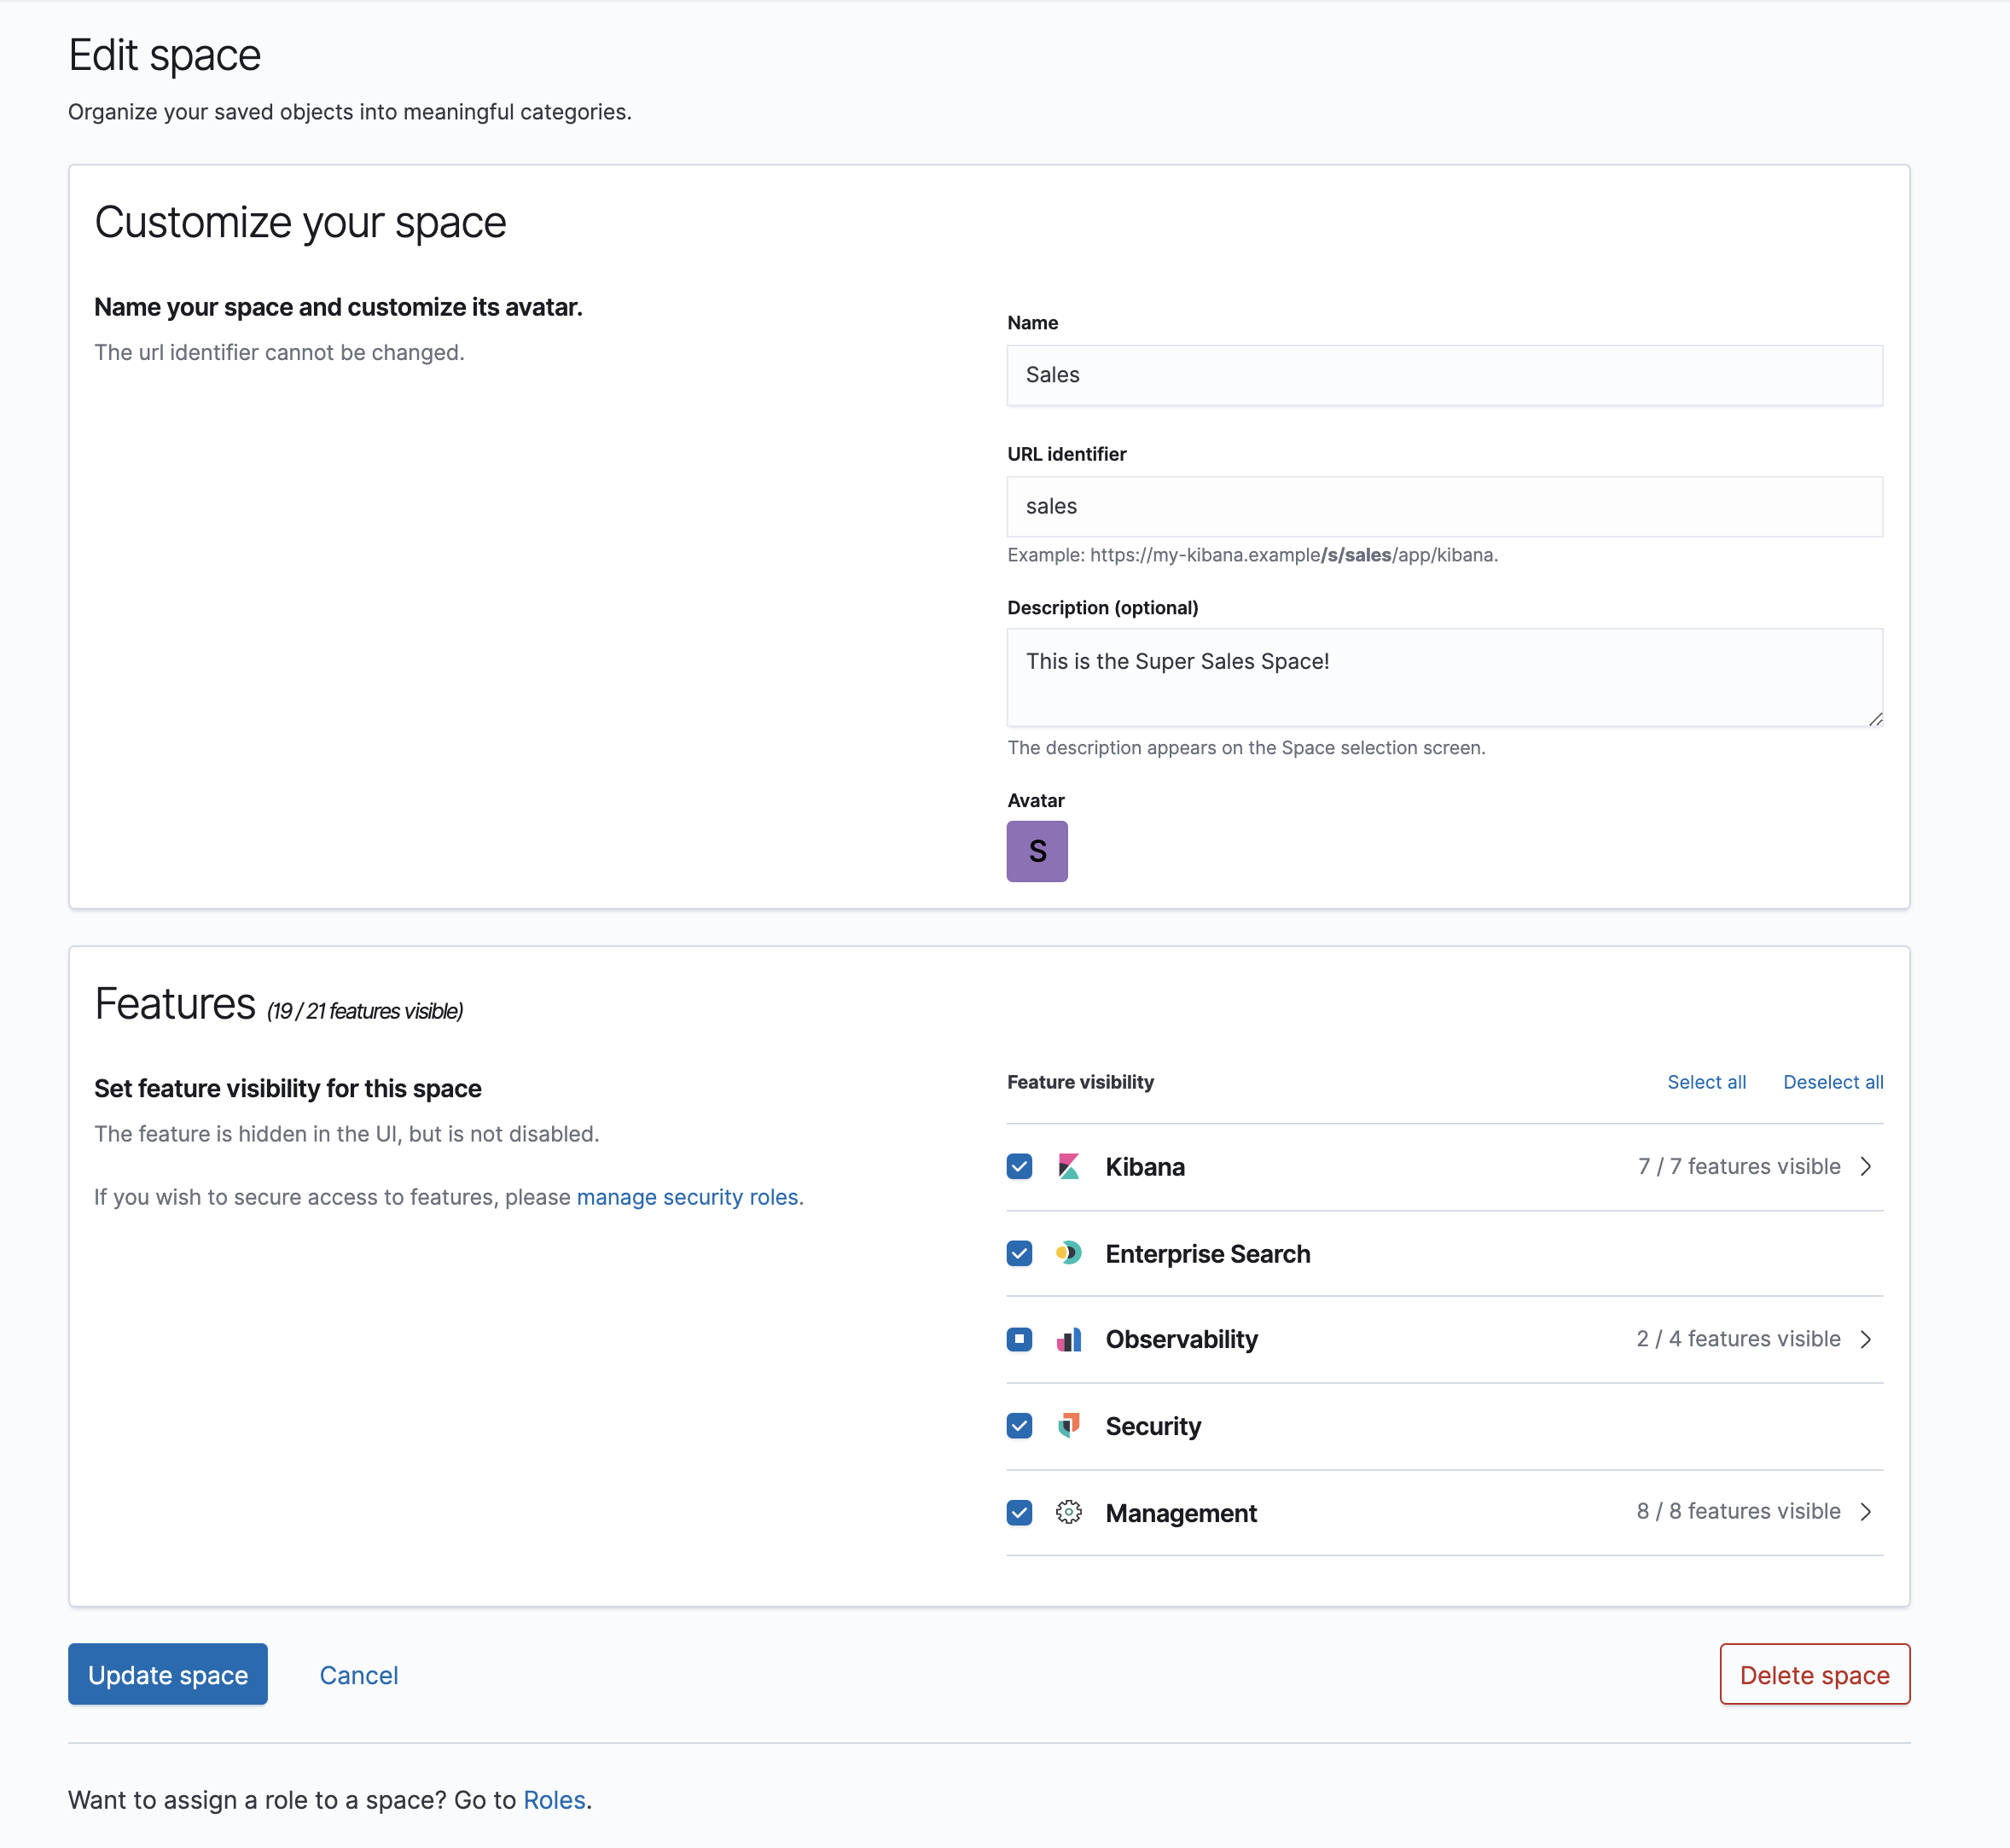 Edit space
Organize your saved objects into meaningful categories.
Customize your space
Name your space and customize its avatar.
The url identifier cannot be changed.
Name
Sales
URL identifier
sales
Example: https://my-kibana.example/s/sales/app/kibana.
Description (optional)
This is the Super Sales Space!
The description appears on the Space selection screen.
Avatar
S
Features (19 / 21 features visible)
Set feature visibility for this space
The feature is hidden in the UI, but is not disabled.
If you wish to secure access to features, please manage security roles.
Feature visibility Select all Deselect all
Kibana 7 / 7 features visible
Enterprise Search
Observability 2 / 4 features visible
Security
Management 8 / 8 features visible
Update space Cancel Delete space
Want to assign a role to a space? Go to Roles.